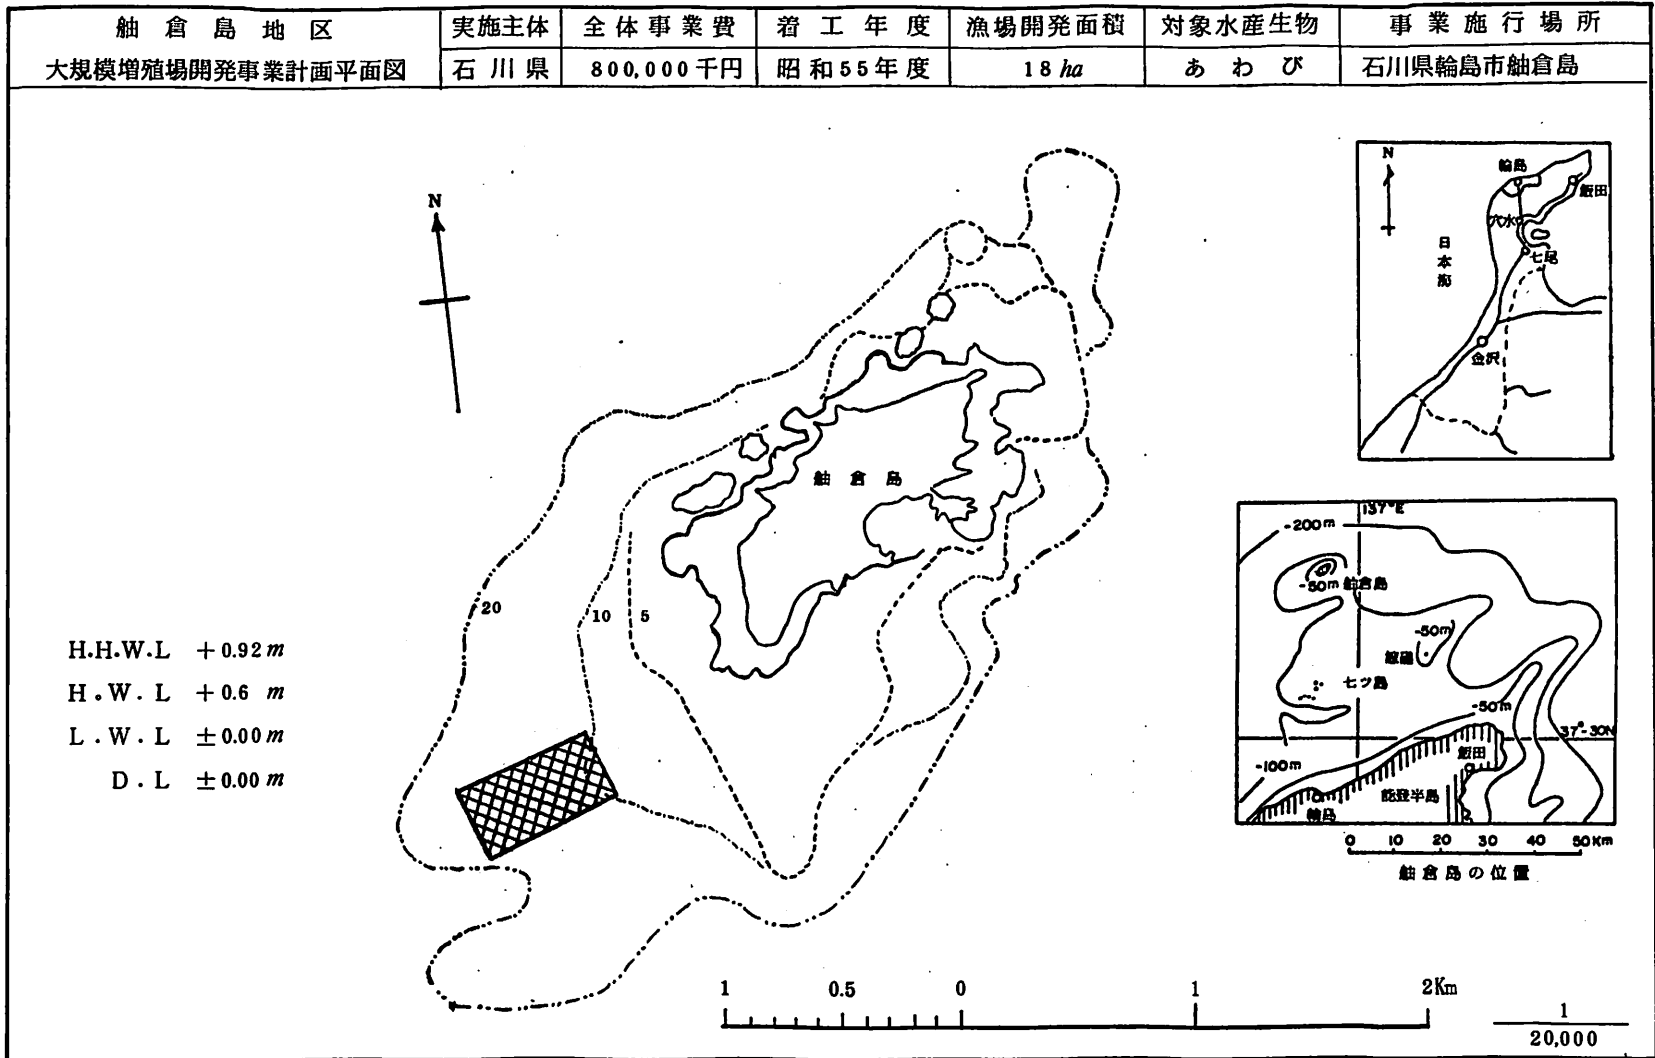 舳倉島地区
大規模増殖場開発事業計画平面図
実施主体
石川県
全体事業費
800,000千円
着工年度
昭和55年度
漁場開発面積
18 ha
対象水産生物
あわび
事業施行場所
石川県輪島市舳倉島
N
舳倉島
20
10
5
H.H.W.L +0.92 m
H.W.L +0.6 m
L.W.L ±0.00 m
D.L ±0.00 m
N
輪島
飯田
穴水
七尾
日本海
金沢
137°E
-200m
-50m 舳倉島
-50m
七ツ島
-50m
37°-30N
飯田
-100m
能登半島
輪島
0 10 20 30 40 50Km
舳倉島の位置
1 0.5 0 1 2Km
1
20,000